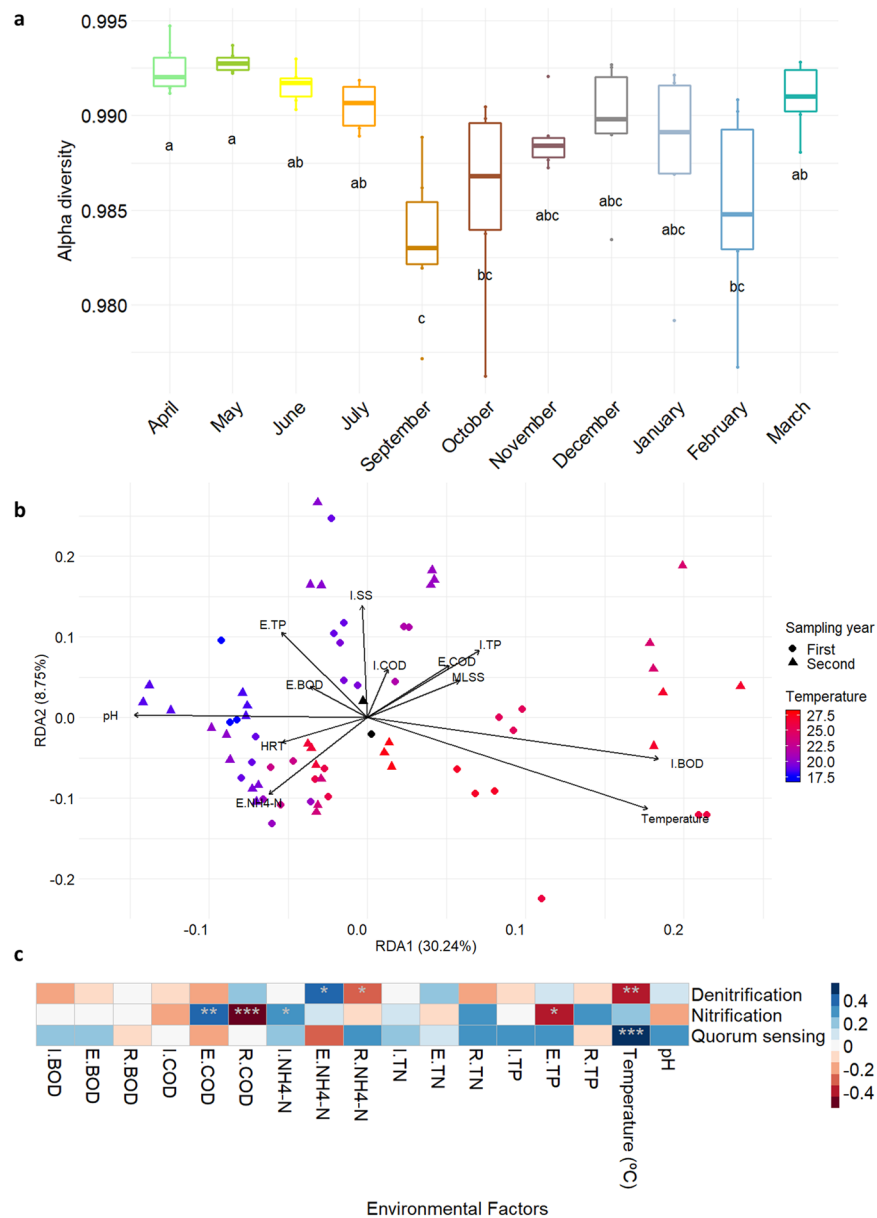 a
Alpha diversity
0.995
0.990
0.985
0.980
a
a
ab
ab
c
bc
abc
abc
abc
bc
ab
April
May
June
July
September
October
November
December
January
February
March
b
RDA2 (8.75%)
0.2
0.1
0.0
-0.1
-0.2
I.SS
E.TP
I.TP
E.COD
I.COD
MLSS
E.BOD
pH
HRT
I.BOD
E.NH4-N
Temperature
-0.1
0.0
0.1
0.2
RDA1 (30.24%)
Sampling year
First
Second
Temperature
27.5
25.0
22.5
20.0
17.5
c
* * ** Denitrification
** *** * * Nitrification
*** Quorum sensing
I.BOD
E.BOD
R.BOD
I.COD
E.COD
R.COD
I.NH4-N
E.NH4-N
R.NH4-N
I.TN
E.TN
R.TN
I.TP
E.TP
R.TP
Temperature (ºC)
pH
0.4
0.2
0
-0.2
-0.4
Environmental Factors